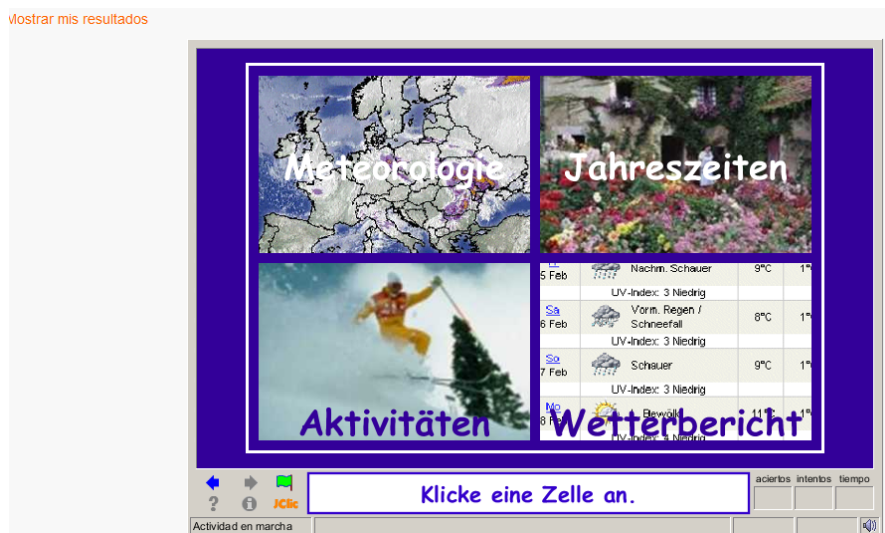 Mostrar mis resultados
Meteorologie
Jahreszeiten
Aktivitäten
5 Feb
Nachm. Schauer
9°C
UV-Index: 3 Niedrig
Sa
6 Feb
Vorm. Regen /
Schneefall
8°C
UV-Index: 3 Niedrig
So
7 Feb
Schauer
9°C
UV-Index: 3 Niedrig
Mo
8 Feb
Bewölkt
Wetterbericht
aciertos intentos tiempo
Klicke eine Zelle an.
? JClic
Actividad en marcha